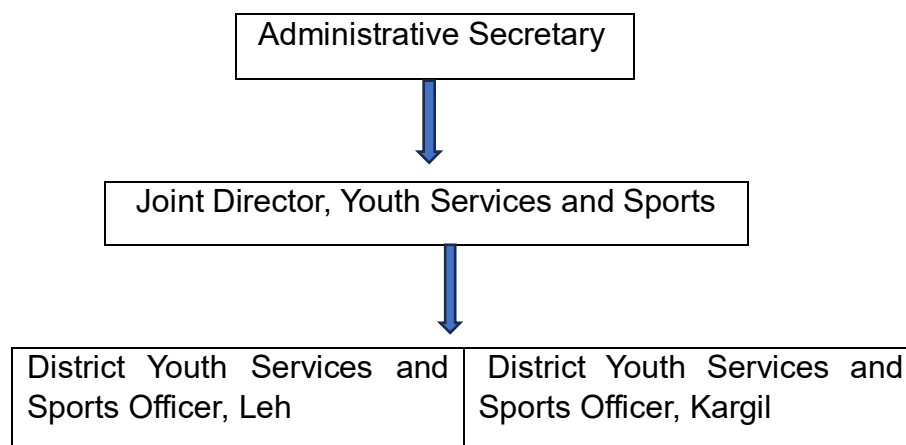 Administrative Secretary
Joint Director, Youth Services and Sports
District Youth Services and
Sports Officer, Leh
District Youth Services and
Sports Officer, Kargil